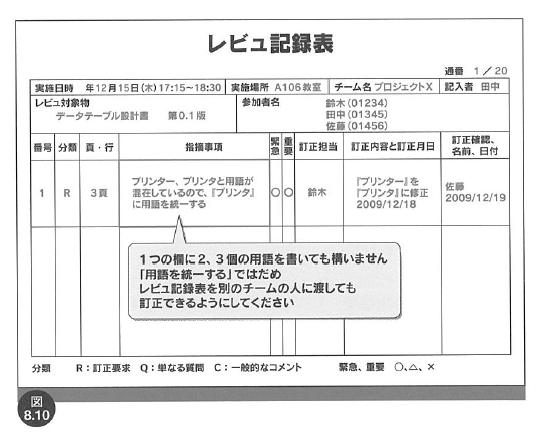 レビュ記録表
通番 1/20
実施日時 年12月15日(木)17:15~18:30 実施場所 A106教室 チーム名 プロジェクトX 記入者 田中
レビュ対象物
データテーブル設計書 第0.1版
参加者名
鈴木(01234)
田中(01345)
佐藤(01456)
番号 分類 頁・行 指摘事項 緊急 重要 訂正担当 訂正内容と訂正月日 訂正確認、名前、日付
1 R 3頁
プリンター、プリンタと用語が
混在しているので、『プリンタ』
に用語を統一する
○ ○ 鈴木
『プリンター』を
『プリンタ』に修正
2009/12/18
佐藤
2009/12/19
1つの欄に2、3個の用語を書いても構いません
「用語を統一する」ではだめ
レビュ記録表を別のチームの人に渡しても
訂正できるようにしてください
分類 R:訂正要求 Q:単なる質問 C:一般的なコメント 緊急、重要 ○、△、×
図
8.10